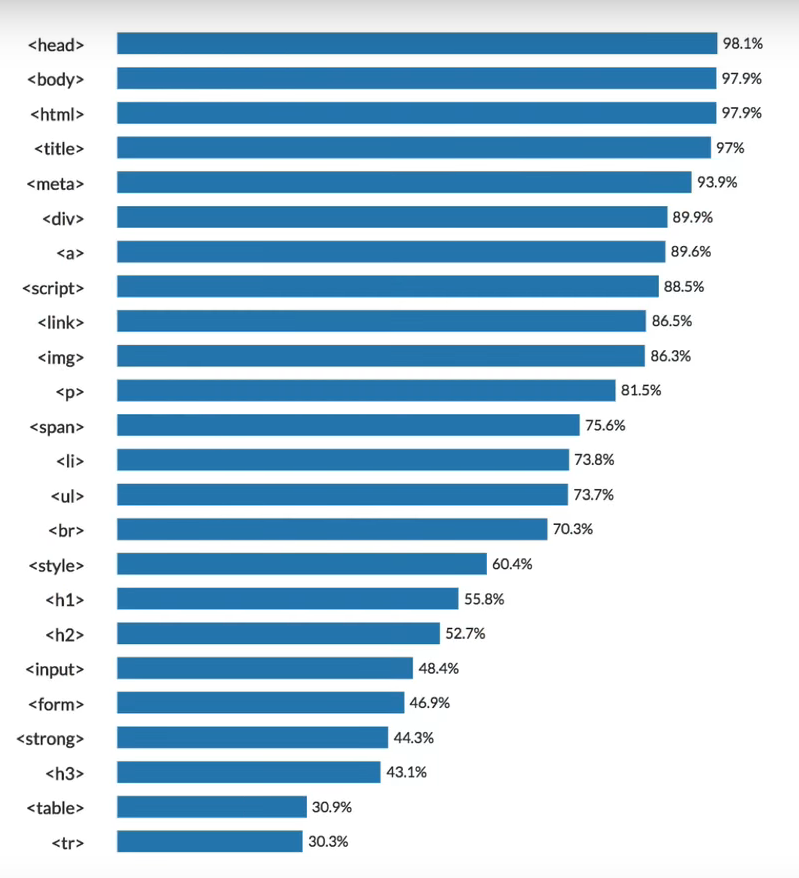 <head> 98.1%
<body> 97.9%
<html> 97.9%
<title> 97%
<meta> 93.9%
<div> 89.9%
<a> 89.6%
<script> 88.5%
<link> 86.5%
<img> 86.3%
<p> 81.5%
<span> 75.6%
<li> 73.8%
<ul> 73.7%
<br> 70.3%
<style> 60.4%
<h1> 55.8%
<h2> 52.7%
<input> 48.4%
<form> 46.9%
<strong> 44.3%
<h3> 43.1%
<table> 30.9%
<tr> 30.3%